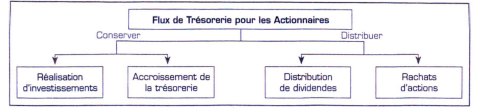 Flux de Trésorerie pour les Actionnaires
Conserver
Distribuer
Réalisation
d'investissements
Accroissement de
la trésorerie
Distribution
de dividendes
Rachats
d'actions